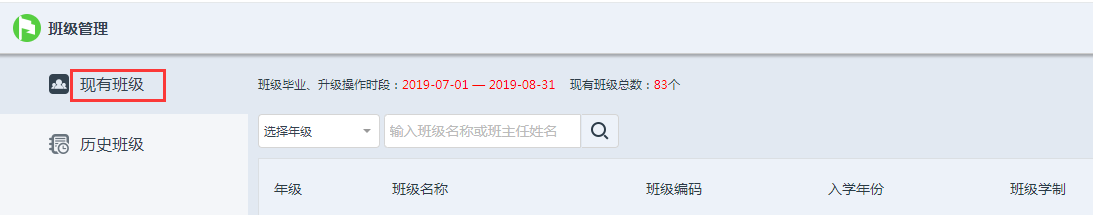 班级管理
现有班级
历史班级
班级毕业、升级操作时段：2019-07-01 — 2019-08-31 现有班级总数：83个
选择年级 输入班级名称或班主任姓名
年级 班级名称 班级编码 入学年份 班级学制